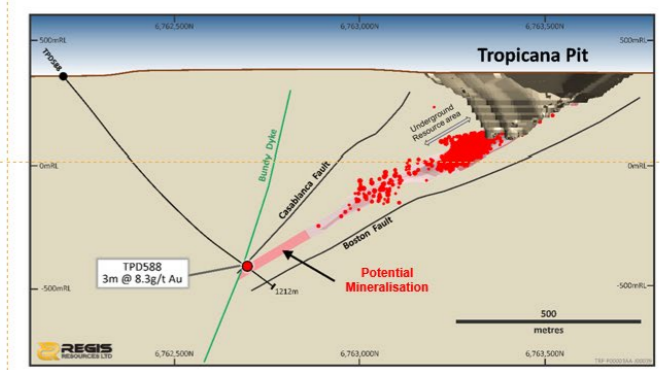 6,762,500N 6,763,000N 6,763,500N
500mRL 500mRL
TPD588
Tropicana Pit
Underground
Resource area
Bundy Dyke
Casablanca Fault
0mRL 0mRL
Boston Fault
TPD588
3m @ 8.3g/t Au
Potential
Mineralisation
-500mRL -500mRL
1212m
500
metres
REGIS
RESOURCES LTD
6,762,500N 6,763,000N 6,763,500N